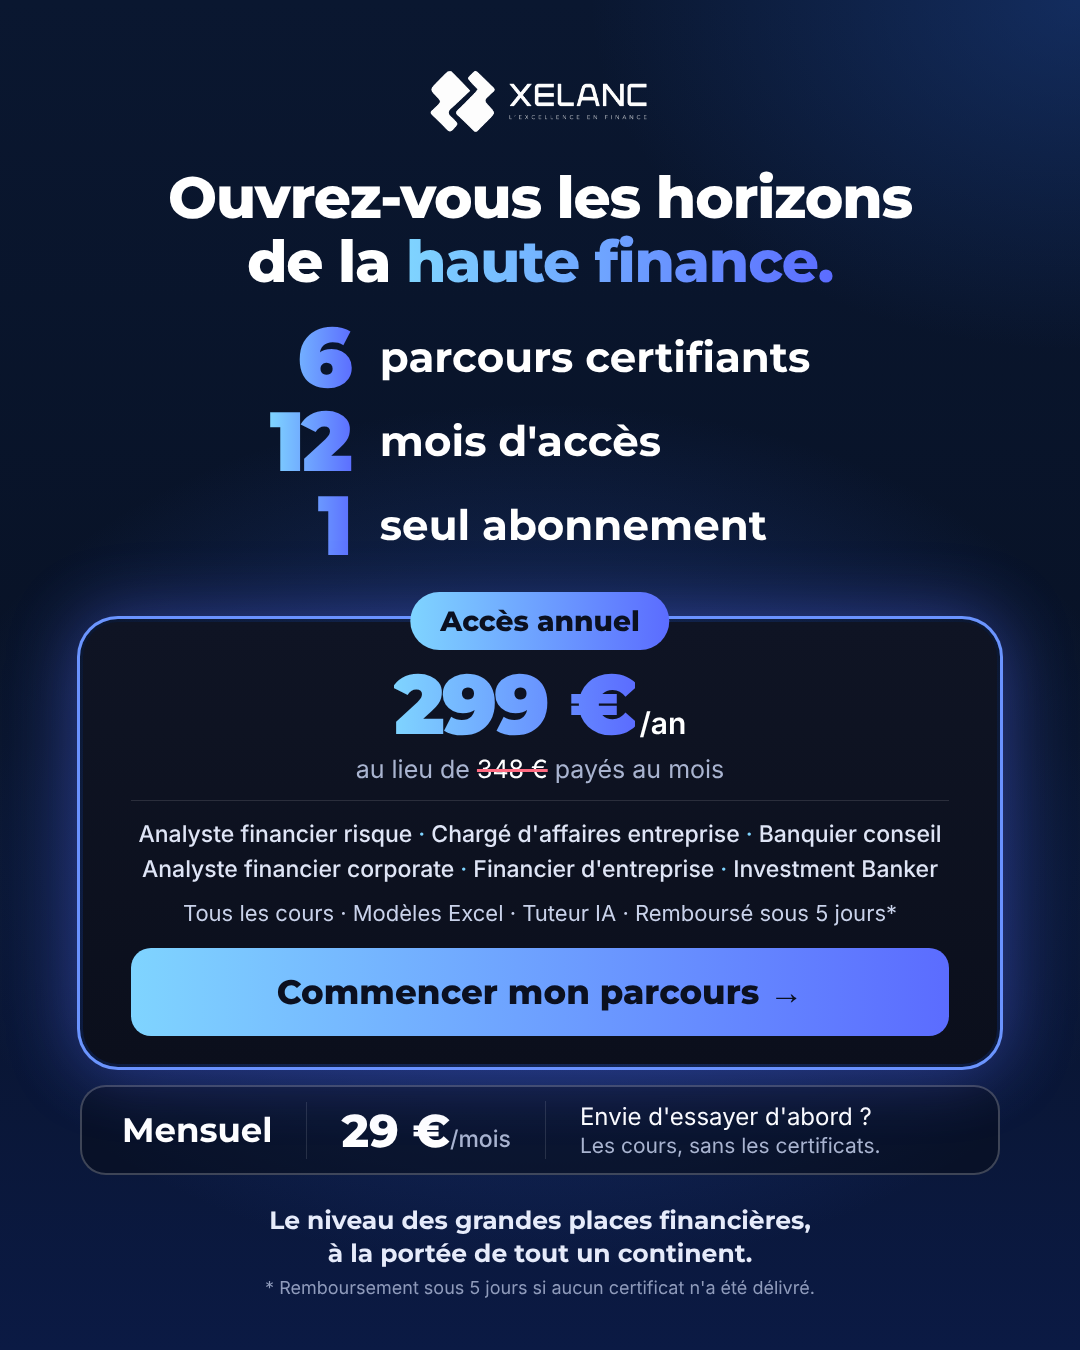 XELANC
L'EXCELLENCE EN FINANCE
Ouvrez-vous les horizons
de la haute finance.
6 parcours certifiants
12 mois d'accès
1 seul abonnement
Accès annuel
299 €/an
au lieu de 348 € payés au mois
Analyste financier risque · Chargé d'affaires entreprise · Banquier conseil
Analyste financier corporate · Financier d'entreprise · Investment Banker
Tous les cours · Modèles Excel · Tuteur IA · Remboursé sous 5 jours*
Commencer mon parcours →
Mensuel
29 €/mois
Envie d'essayer d'abord ?
Les cours, sans les certificats.
Le niveau des grandes places financières,
à la portée de tout un continent.
* Remboursement sous 5 jours si aucun certificat n'a été délivré.